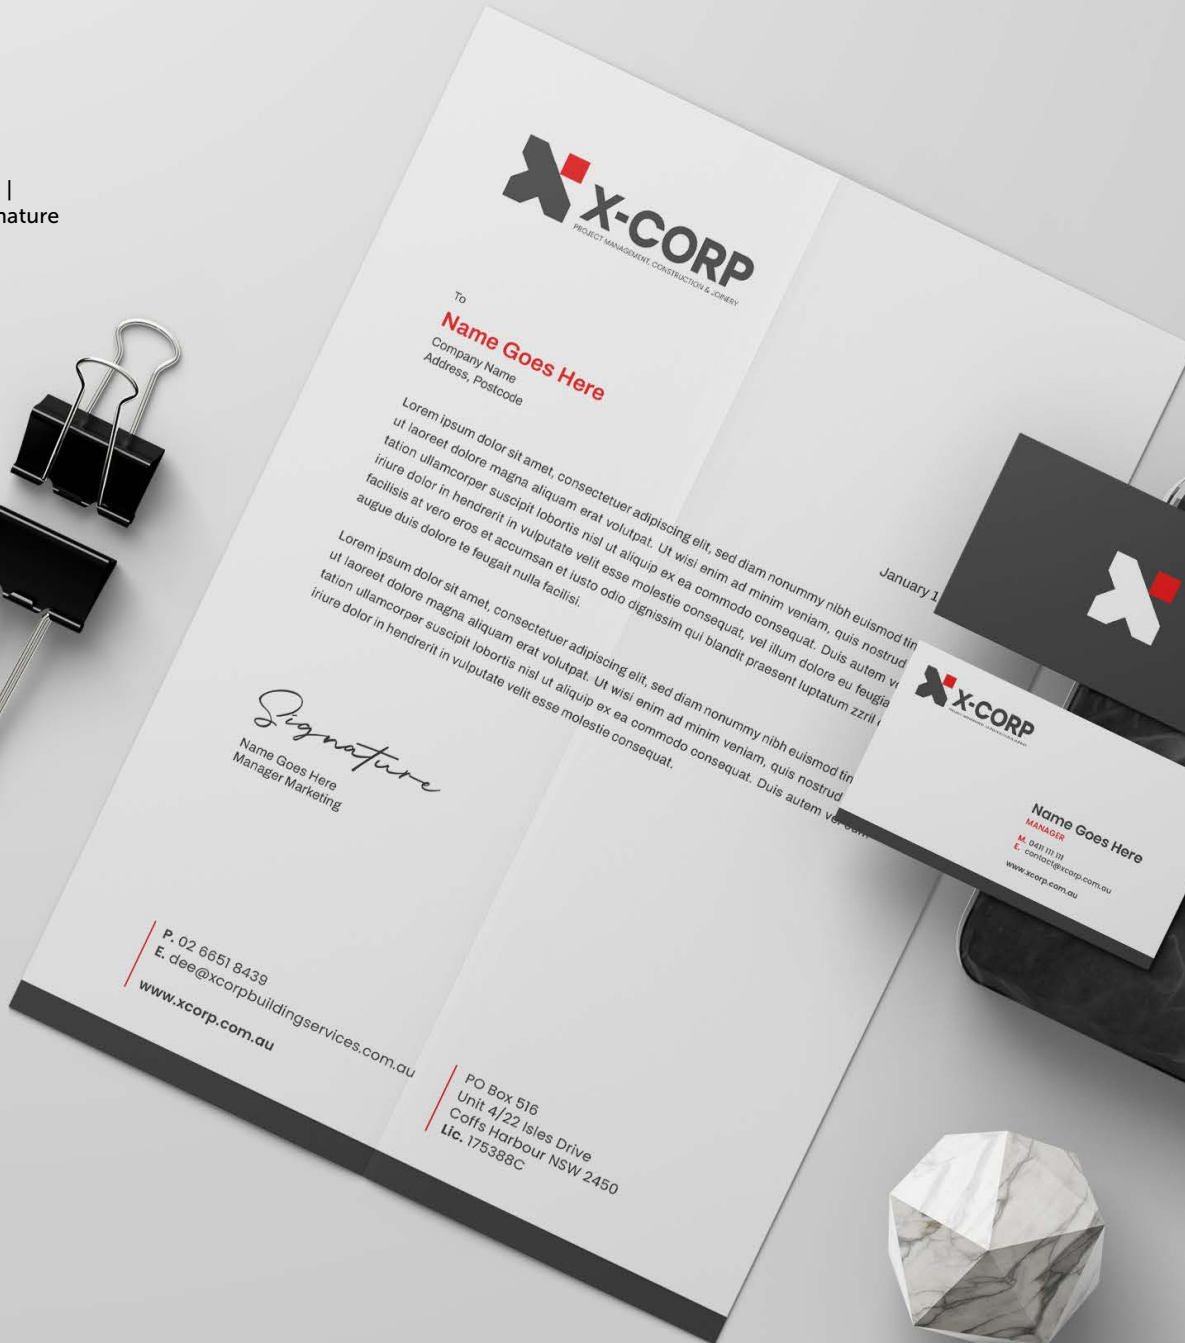 |
nature
X-CORP
PROJECT MANAGEMENT, CONSTRUCTION & JOINERY
To
Name Goes Here
Company Name
Address, Postcode
January 1
Lorem ipsum dolor sit amet, consectetuer adipiscing elit, sed diam nonummy nibh euismod tin
ut laoreet dolore magna aliquam erat volutpat. Ut wisi enim ad minim veniam, quis nostrud
tation ullamcorper suscipit lobortis nisl ut aliquip ex ea commodo consequat. Duis autem v
iriure dolor in hendrerit in vulputate velit esse molestie consequat, vel illum dolore eu feugia
facilisis at vero eros et accumsan et iusto odio dignissim qui blandit praesent luptatum zzril
augue duis dolore te feugait nulla facilisi.
Lorem ipsum dolor sit amet, consectetuer adipiscing elit, sed diam nonummy nibh euismod tin
ut laoreet dolore magna aliquam erat volutpat. Ut wisi enim ad minim veniam, quis nostrud
tation ullamcorper suscipit lobortis nisl ut aliquip ex ea commodo consequat. Duis autem vel
iriure dolor in hendrerit in vulputate velit esse molestie consequat.
Signature
Name Goes Here
Manager Marketing
P. 02 6651 8439
E. dee@xcorpbuildingservices.com.au
www.xcorp.com.au
PO Box 516
Unit 4/22 Isles Drive
Coffs Harbour NSW 2450
Lic. 175388C
X-CORP
Name Goes Here
MANAGER
M. 0411 111 111
E. contact@xcorp.com.au
www.xcorp.com.au